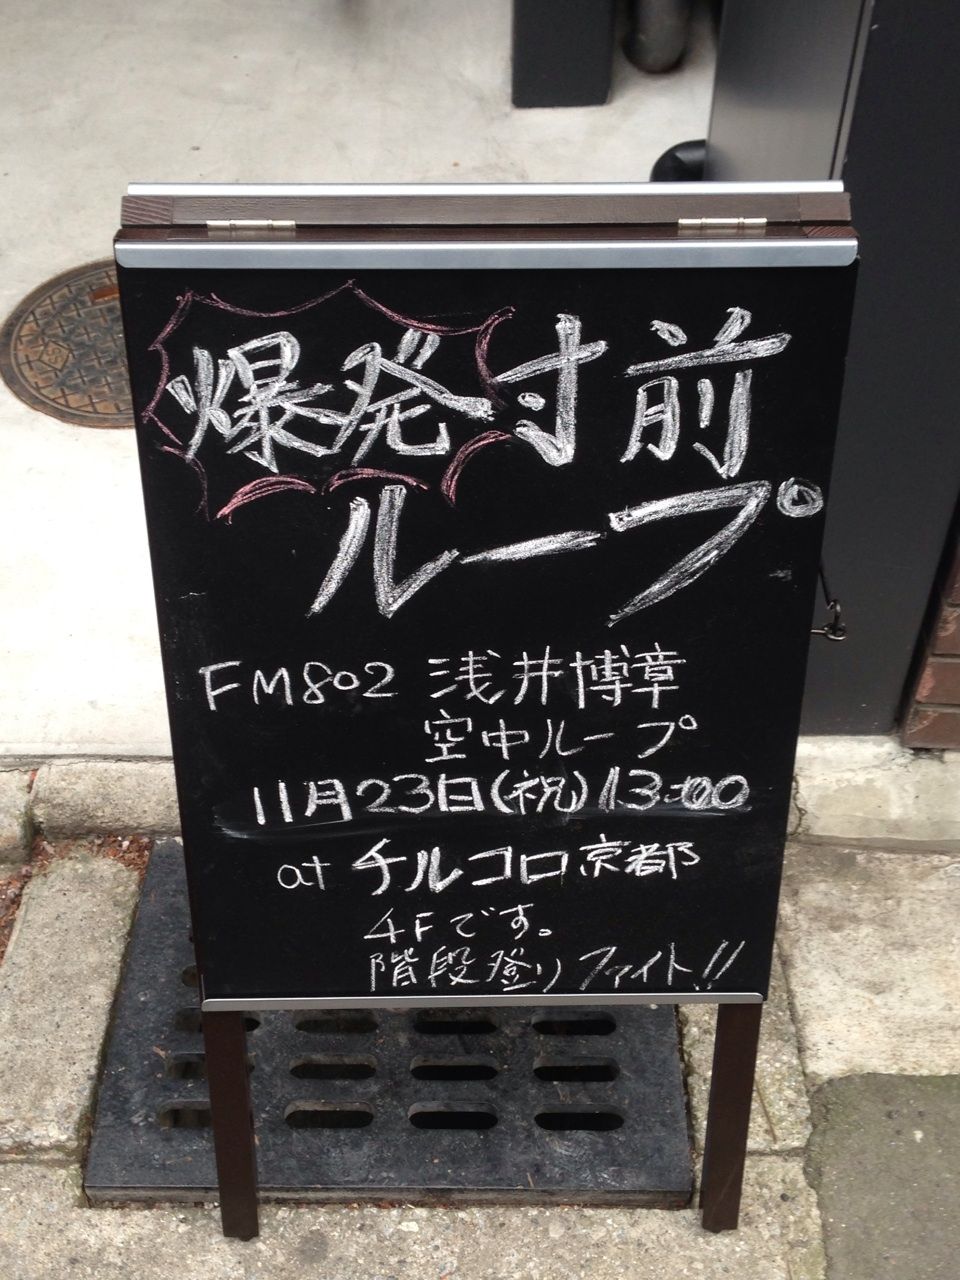 爆発寸前
ループ
FM802 浅井博章
空中ループ
11月23日(祝)13:00
at チルコロ京都
4Fです。
階段登りファイト!!